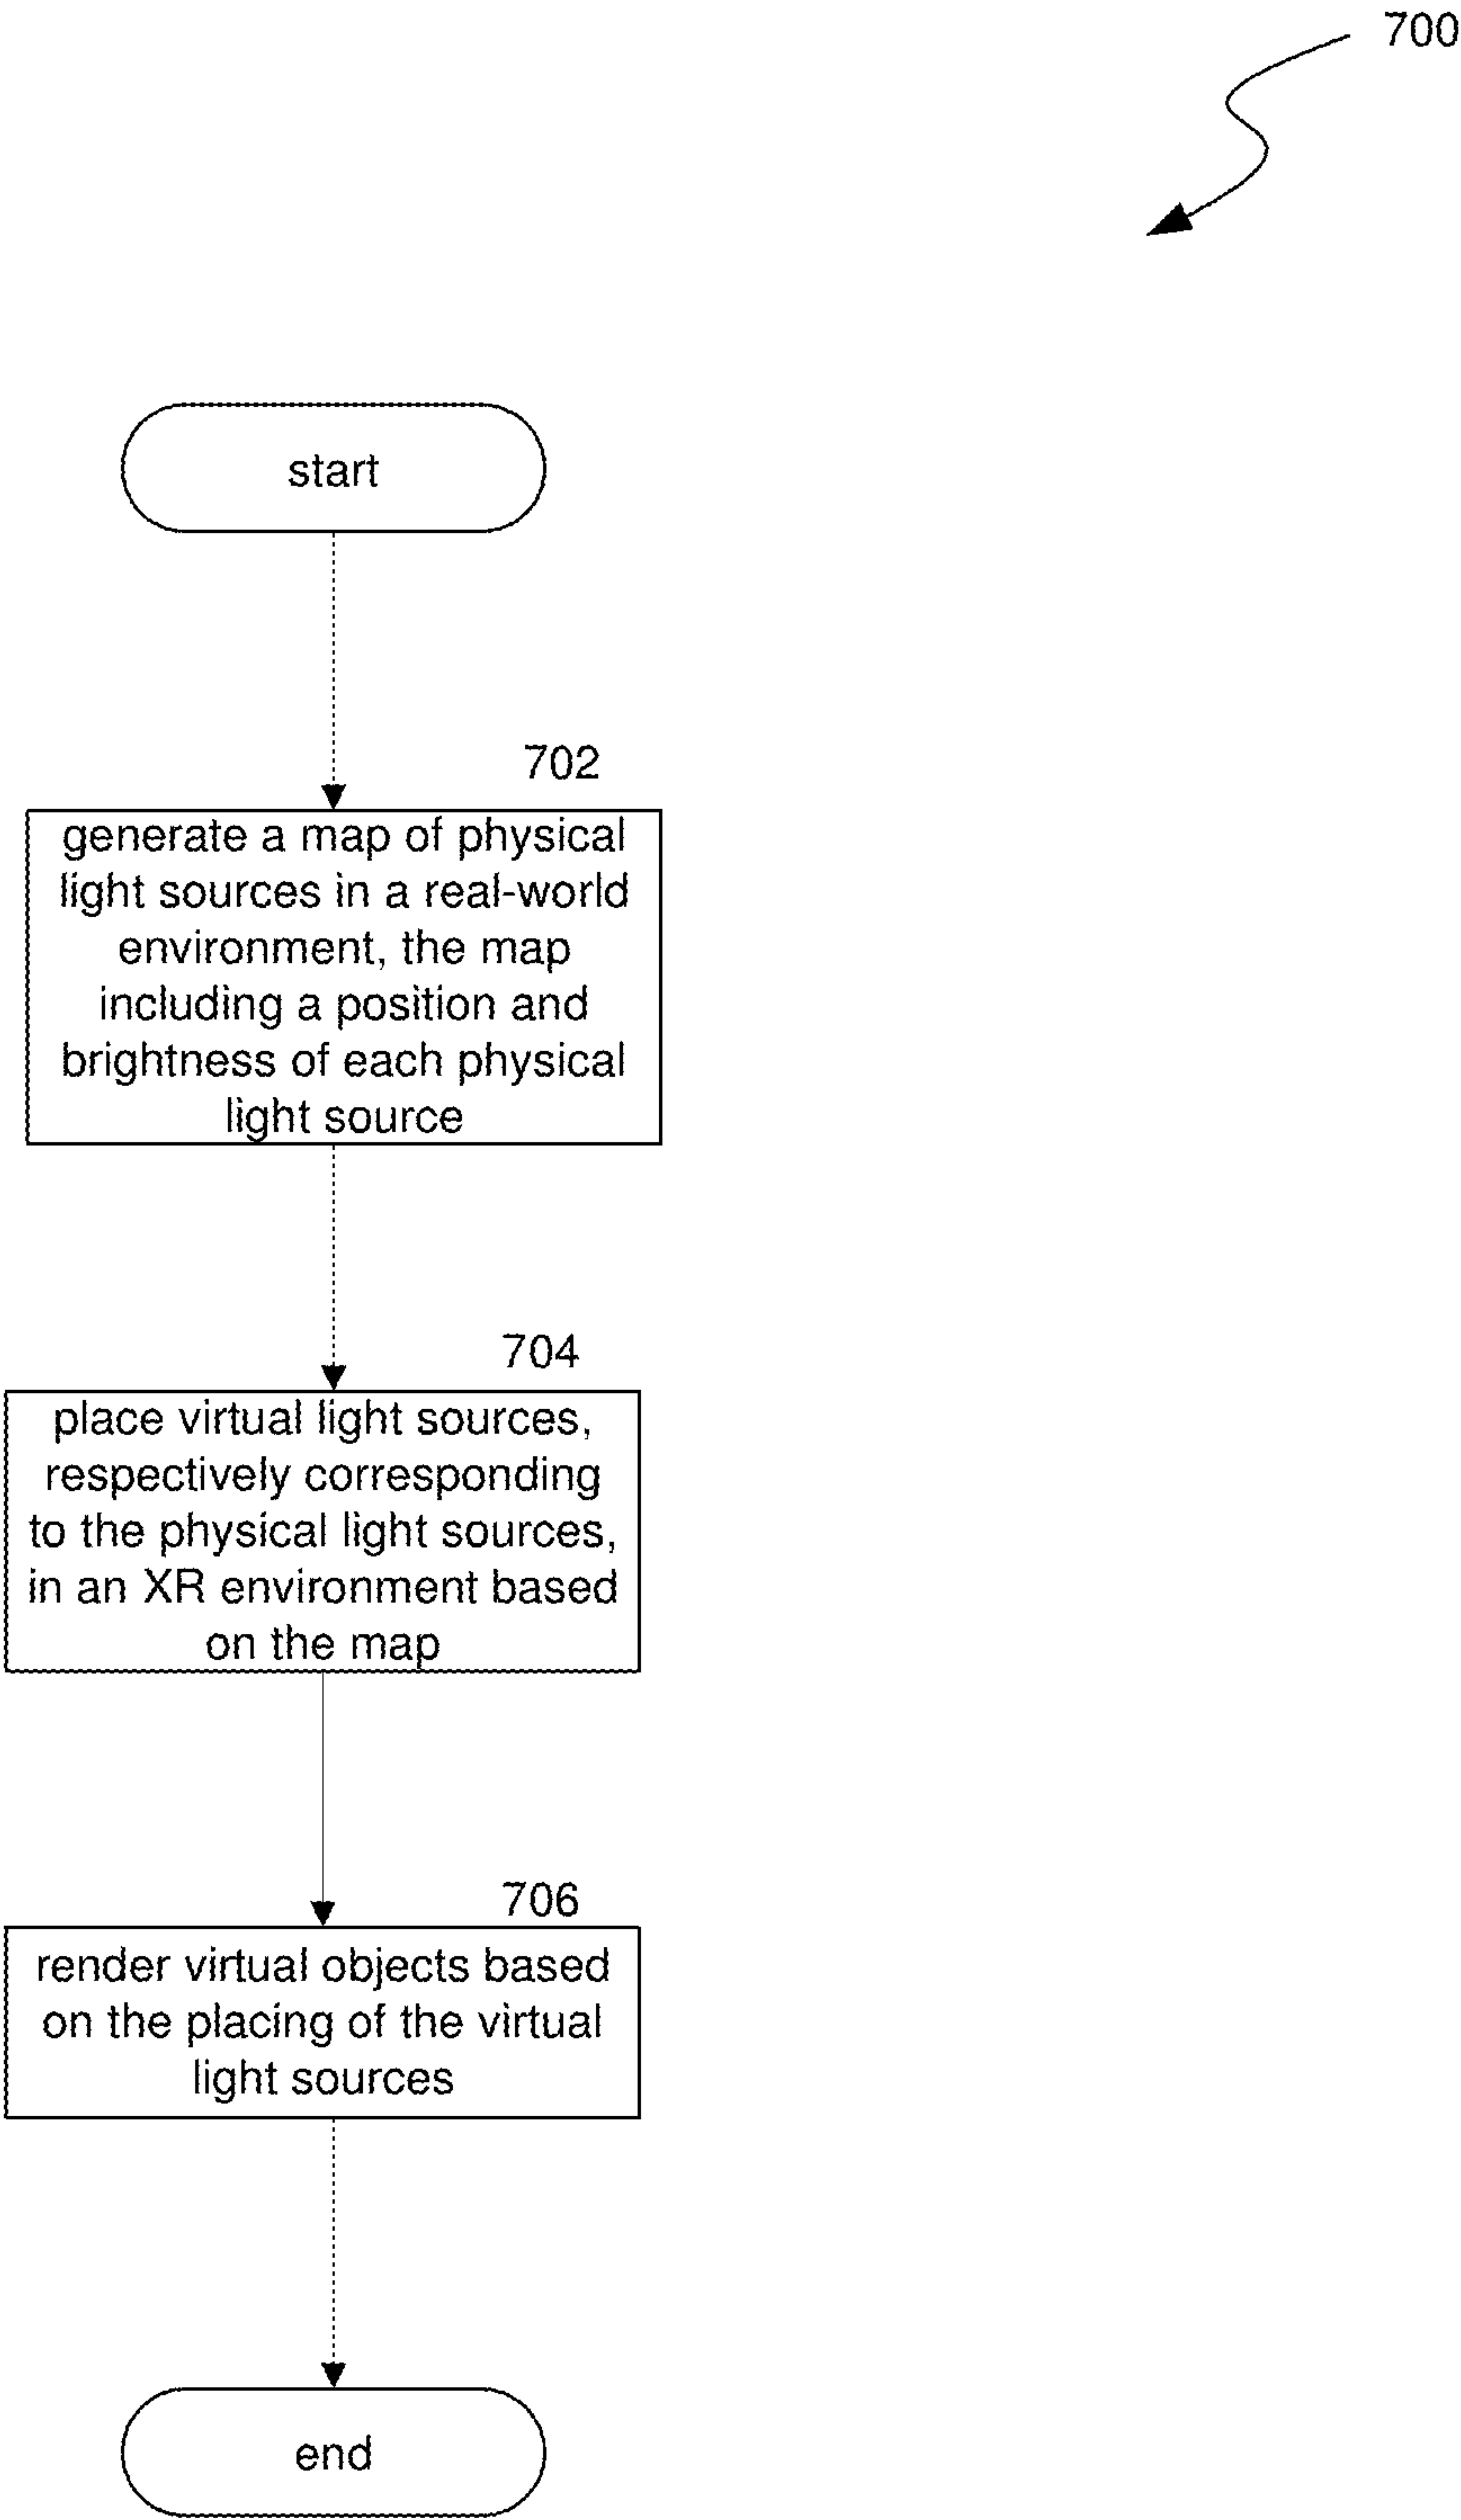 700
start
702
generate a map of physical
light sources in a real-world
environment, the map
including a position and
brightness of each physical
light source
704
place virtual light sources,
respectively corresponding
to the physical light sources,
in an XR environment based
on the map
706
render virtual objects based
on the placing of the virtual
light sources
end